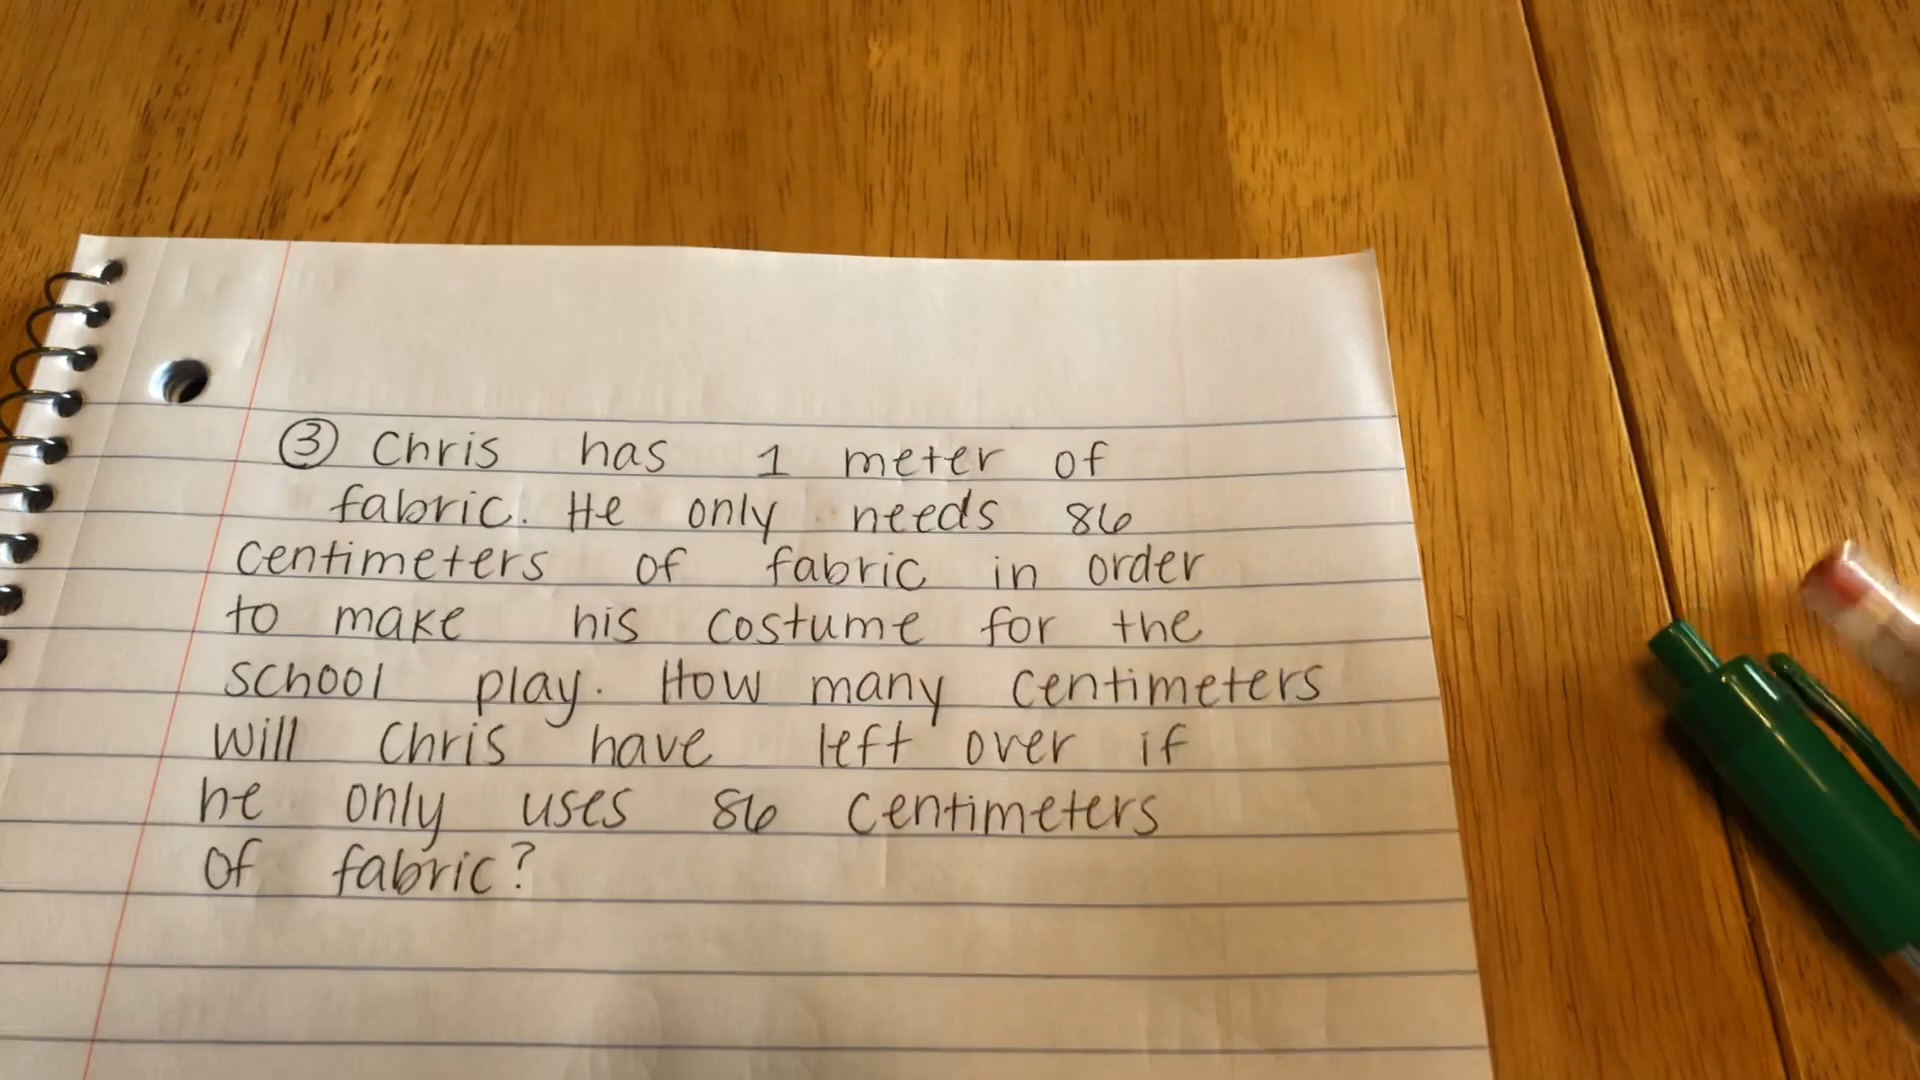 ③ Chris has 1 meter of
fabric. He only needs 86
centimeters of fabric in order
to make his costume for the
school play. How many centimeters
will Chris have left over if
he only uses 86 centimeters
of fabric?